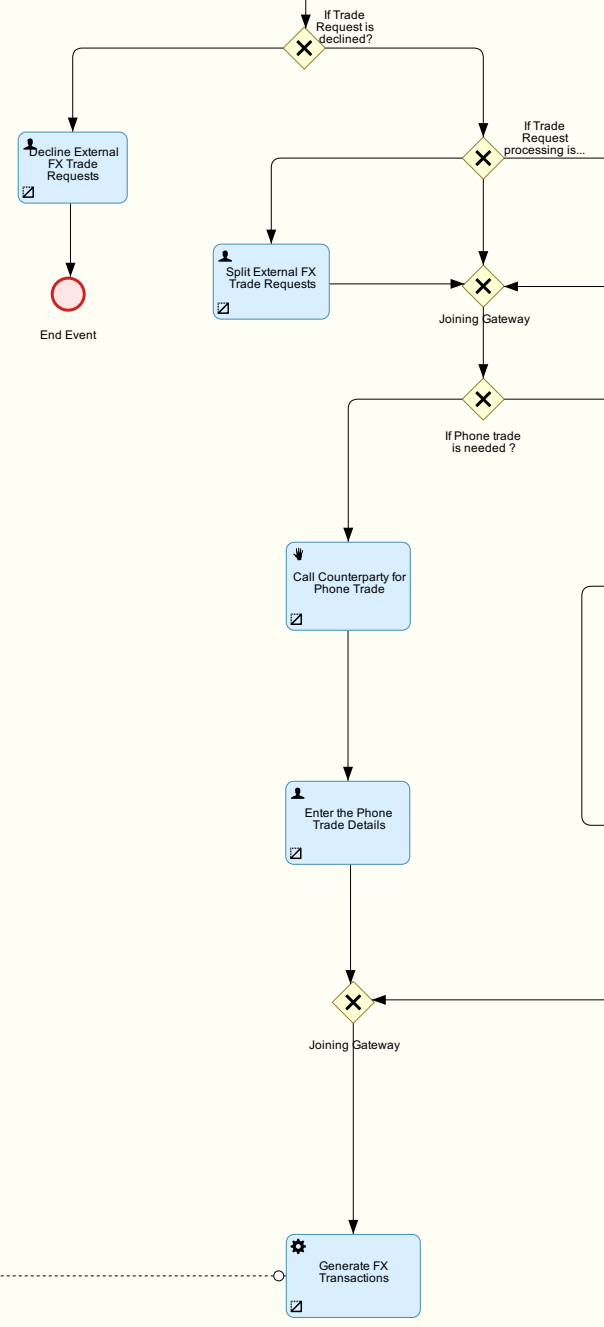 If Trade
Request is
declined?
If Trade
Request
processing is...
Decline External
FX Trade
Requests
Split External FX
Trade Requests
End Event
Joining Gateway
If Phone trade
is needed ?
Call Counterparty for
Phone Trade
Enter the Phone
Trade Details
Joining Gateway
Generate FX
Transactions